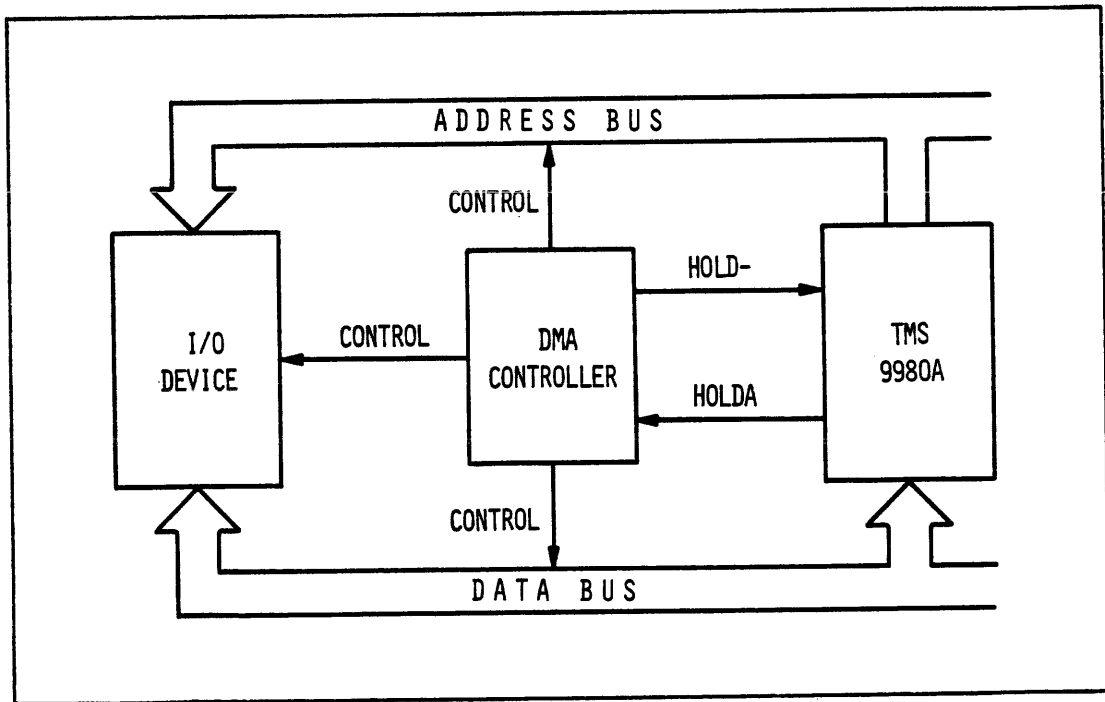 ADDRESS BUS
CONTROL
HOLD-
I/O
DEVICE
CONTROL
DMA
CONTROLLER
TMS
9980A
HOLDA
CONTROL
DATA BUS